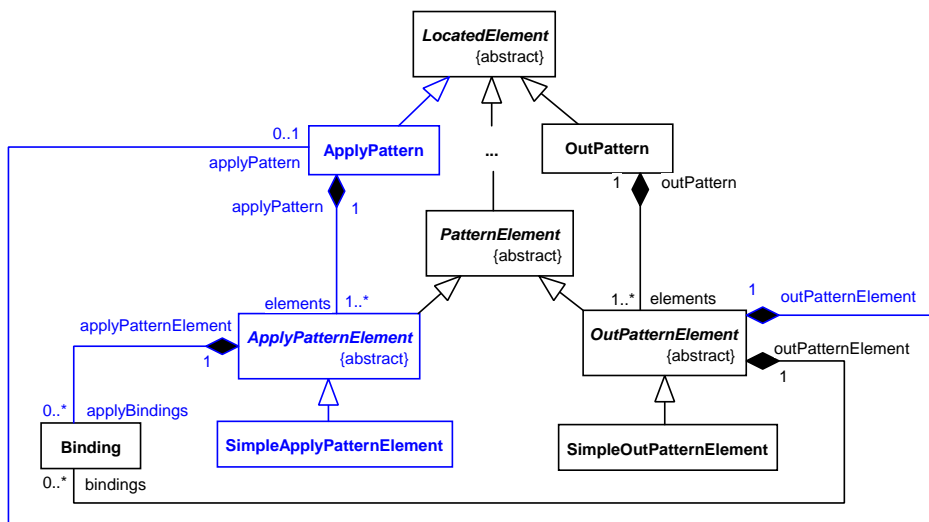 LocatedElement
{abstract}
0..1
applyPattern
ApplyPattern
...
OutPattern
applyPattern
1
1
outPattern
PatternElement
{abstract}
elements
1..*
1..*
elements
applyPatternElement
1
ApplyPatternElement
{abstract}
OutPatternElement
{abstract}
1
outPatternElement
outPatternElement
1
0..*
applyBindings
Binding
SimpleApplyPatternElement
SimpleOutPatternElement
0..*
bindings